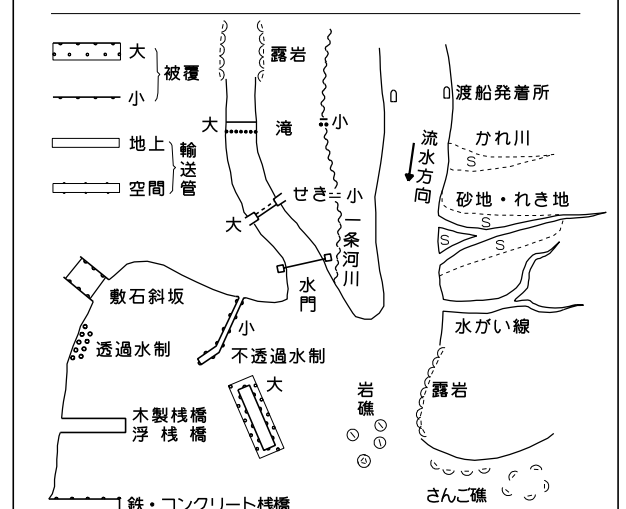 大
被覆
小
地上
輸送管
空間
露岩
大
滝
小
せき
小
大
一条河川
水門
渡船発着所
流水方向
かれ川
S
砂地・れき地
S
S
S
水がい線
敷石斜坂
透過水制
小
不透過水制
大
岩礁
露岩
木製桟橋
浮桟橋
さんご礁
鉄・コンクリート桟橋